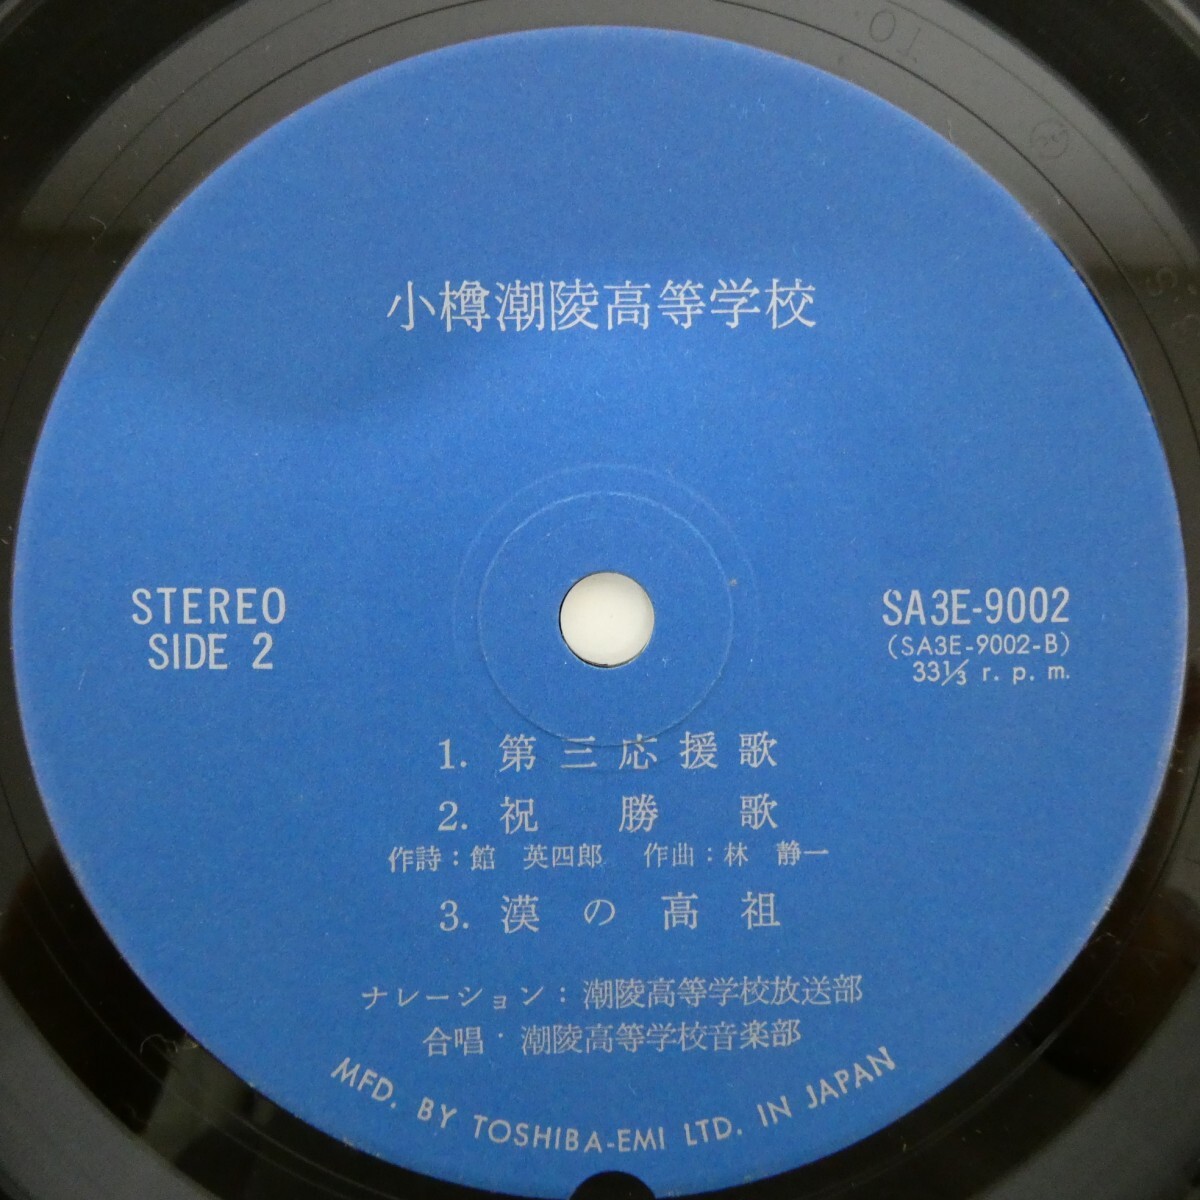 小樽潮陵高等学校
STEREO
SIDE 2
SA3E-9002
(SA3E-9002-B)
33⅓ r. p. m.
1. 第三応援歌
2. 祝勝歌
作詩：館 英四郎 作曲：林 静一
3. 漢の高祖
ナレーション：潮陵高等学校放送部
合唱・潮陵高等学校音楽部
MFD. BY TOSHIBA-EMI LTD. IN JAPAN